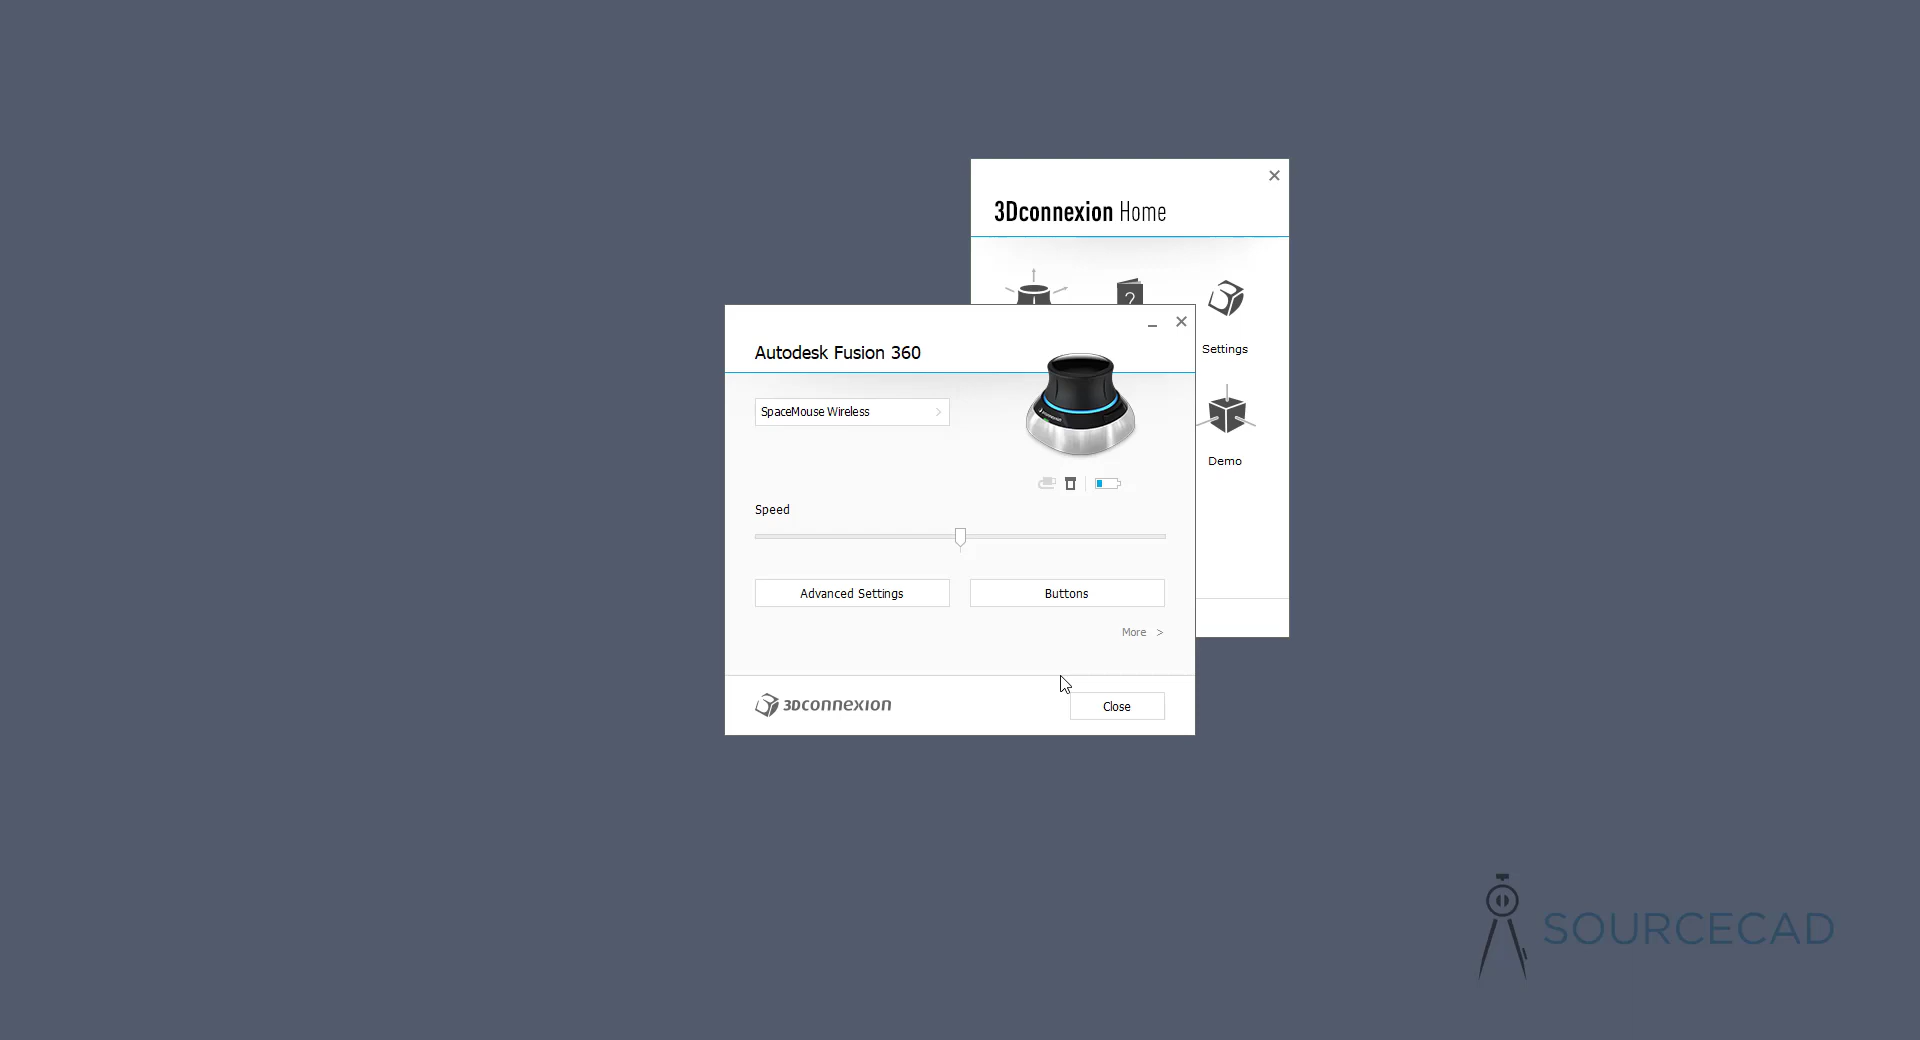 3Dconnexion Home
?
Settings
Demo
Autodesk Fusion 360
SpaceMouse Wireless
Speed
Advanced Settings
Buttons
More >
3Dconnexion
Close
SOURCECAD